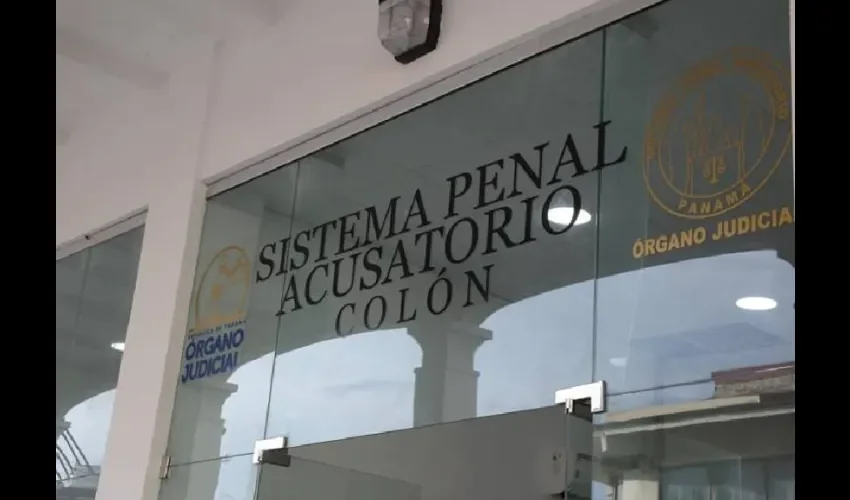 SISTEMA PENAL
ACUSATORIO
COLÓN
ÓRGANO
JUDICIAL
PANAMÁ
ÓRGANO JUDICIAL